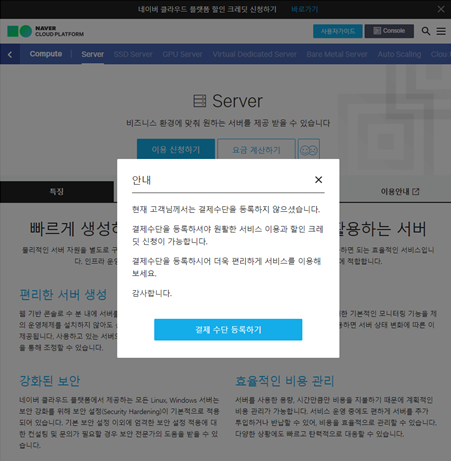 네이버 클라우드 플랫폼 할인 크레딧 신청하기 바로가기
NAVER
CLOUD PLATFORM
사용자가이드
Console
Compute Server SSD Server GPU Server Virtual Dedicated Server Bare Metal Server Auto Scaling
Server
비즈니스 환경에 맞춰 원하는 서버를 제공 받을 수 있습니다
이용 신청하기 요금 계산하기
안내
특징
이용안내
현재 고객님께서는 결제수단을 등록하지 않으셨습니다.
결제수단을 등록하셔야 원활한 서비스 이용과 할인 크레
딧 신청이 가능합니다.
결제수단을 등록하시어 더욱 편리하게 서비스를 이용해
보세요.
감사합니다.
결제 수단 등록하기
빠르게 생성하 활용하는 서버
물리적인 서버 자원을 별도로 구 하면 되는 효율적인 서비스입니
다. 인프라 운영 에 적합합니다.
편리한 서버 생성
웹 기반 콘솔로 수 분 내에 서버를 한 기본적인 모니터링 기능을 제
의 운영체제를 설치하지 않아도 용하면 서버 상태 변화에 따른 이
제공됩니다. 사용하고 있는 서버
을 통해 조정할 수 있습니다.
강화된 보안
네이버 클라우드 플랫폼에서 제공하는 모든 Linux, Windows 서버는
보안 강화를 위해 보안 설정(Security Hardening)이 기본적으로 적용
되어 있습니다. 기본 보안 설정 이외에 엄격한 보안 설정 적용에 대
한 컨설팅 및 문의가 필요할 경우 보안 전문가의 도움을 받을 수 있
습니다.
효율적인 비용 관리
서버를 사용한 용량, 시간만큼만 비용을 지불하기 때문에 계획적인
비용 관리가 가능합니다. 서비스 운영 중에도 편하게 서버를 추가
투입하거나 반납할 수 있어, 비용을 효율적으로 관리할 수 있습니다.
다양한 상황에도 빠르고 탄력적으로 대응할 수 있습니다.